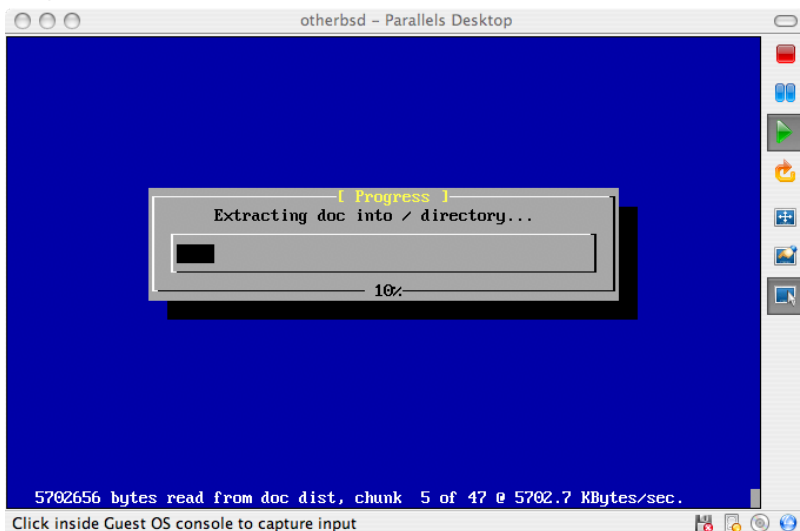 otherbsd – Parallels Desktop
[ Progress ]
Extracting doc into / directory...
10%
5702656 bytes read from doc dist, chunk  5 of 47 @ 5702.7 KBytes/sec.
Click inside Guest OS console to capture input